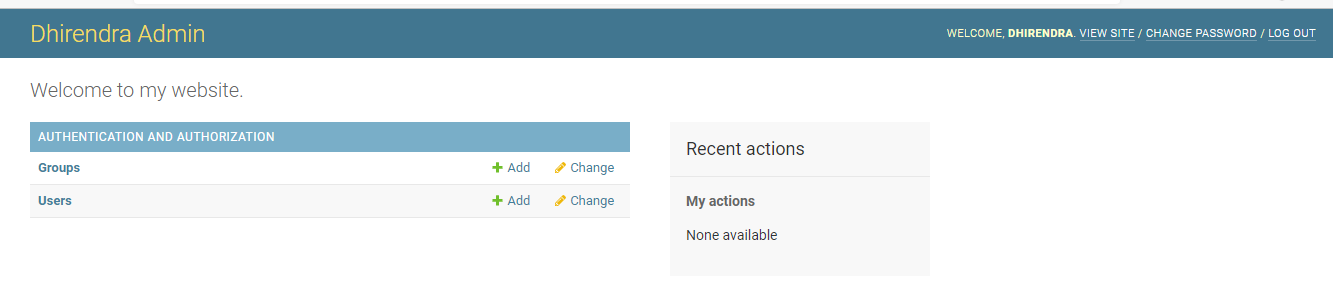 Dhirendra Admin
WELCOME, DHIRENDRA. VIEW SITE / CHANGE PASSWORD / LOG OUT
Welcome to my website.
AUTHENTICATION AND AUTHORIZATION
Groups Add Change
Users Add Change
Recent actions
My actions
None available